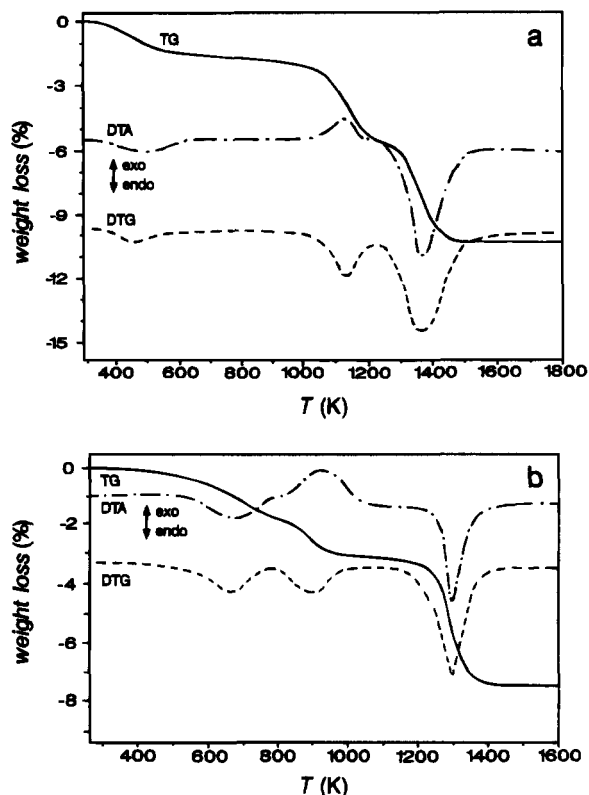 a
0
TG
-3
DTA
-6
exo
endo
DTG
-9
-12
-15
weight loss (%)
400 600 800 1000 1200 1400 1600 1800
T (K)
b
0
TG
DTA
exo
endo
-2
DTG
-4
-6
-8
weight loss (%)
400 600 800 1000 1200 1400 1600
T (K)